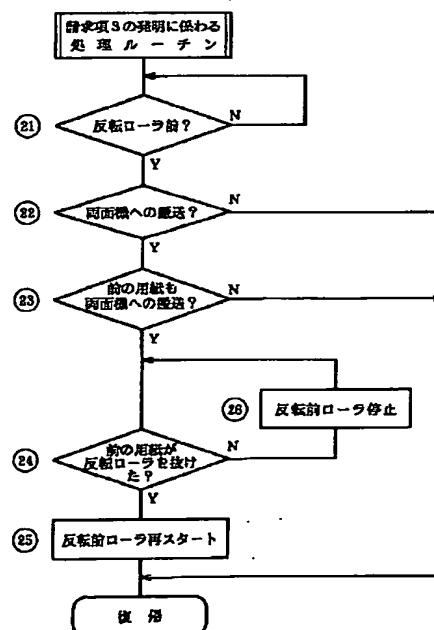 請求項3の発明に係わる
処理ルーチン
21
反転ローラ前?
N
Y
22
両面機への搬送?
N
Y
23
前の用紙も
両面機への搬送?
N
Y
26
反転前ローラ停止
24
前の用紙が
反転ローラを抜け
た?
N
Y
25
反転前ローラ再スタート
復帰